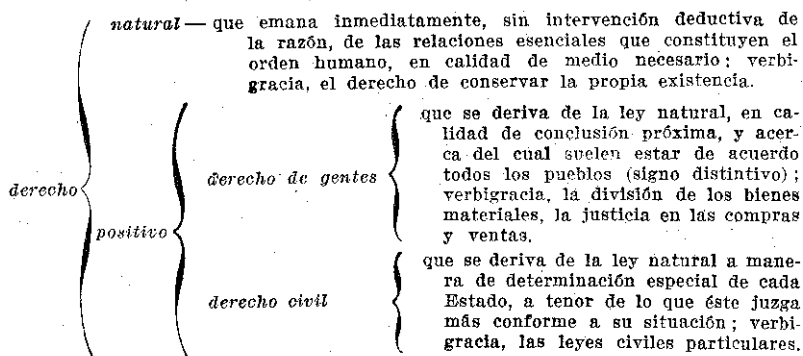 natural — que emana inmediatamente, sin intervención deductiva de
la razón, de las relaciones esenciales que constituyen el
orden humano, en calidad de medio necesario; verbi-
gracia, el derecho de conservar la propia existencia.
derecho
positivo
derecho de gentes
que se deriva de la ley natural, en ca-
lidad de conclusión próxima, y acer-
ca del cual suelen estar de acuerdo
todos los pueblos (signo distintivo);
verbigracia, la división de los bienes
materiales, la justicia en las compras
y ventas.
derecho civil
que se deriva de la ley natural a mane-
ra de determinación especial de cada
Estado, a tenor de lo que éste juzga
más conforme a su situación; verbi-
gracia, las leyes civiles particulares.